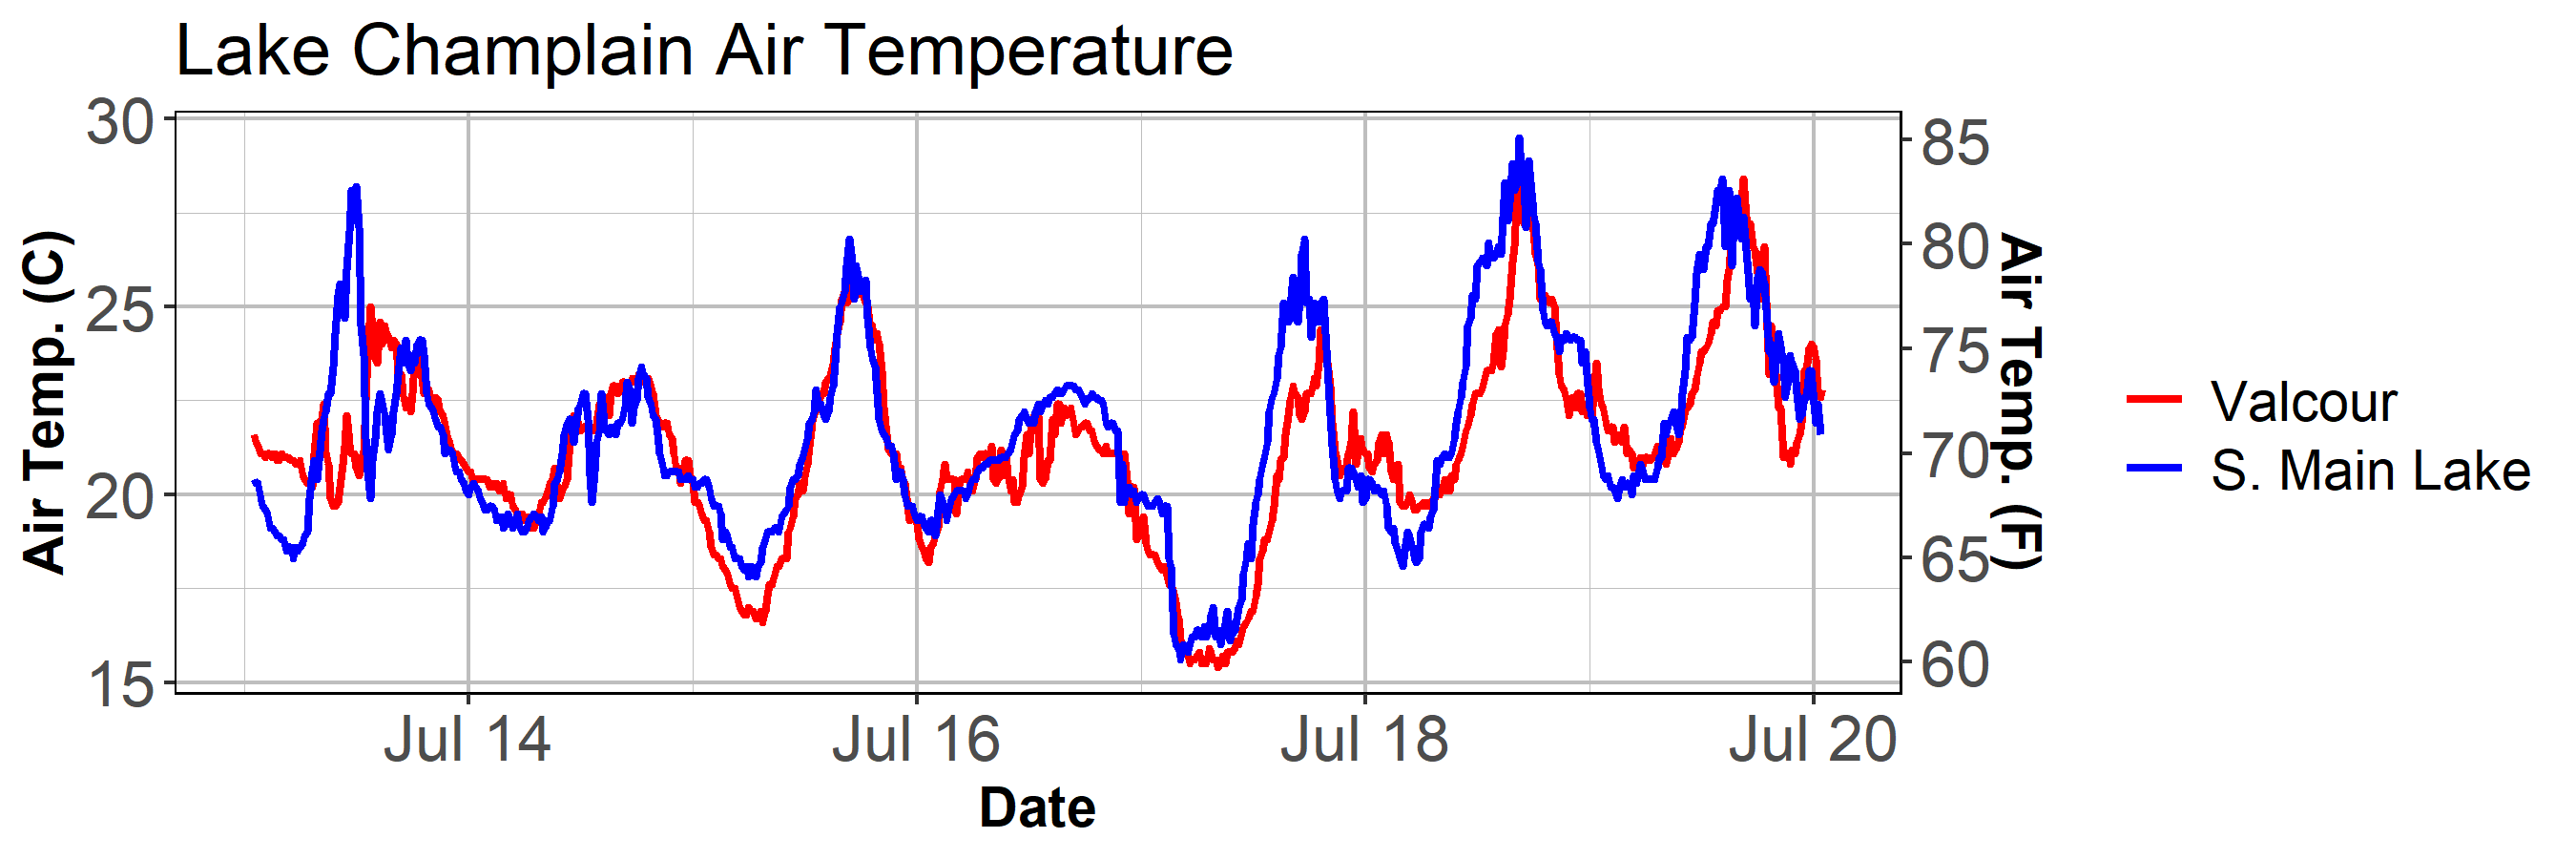 Lake Champlain Air Temperature
Air Temp. (C)
30
25
20
15
85
80
75
70
65
60
Air Temp. (F)
Jul 14
Jul 16
Jul 18
Jul 20
Date
Valcour
S. Main Lake